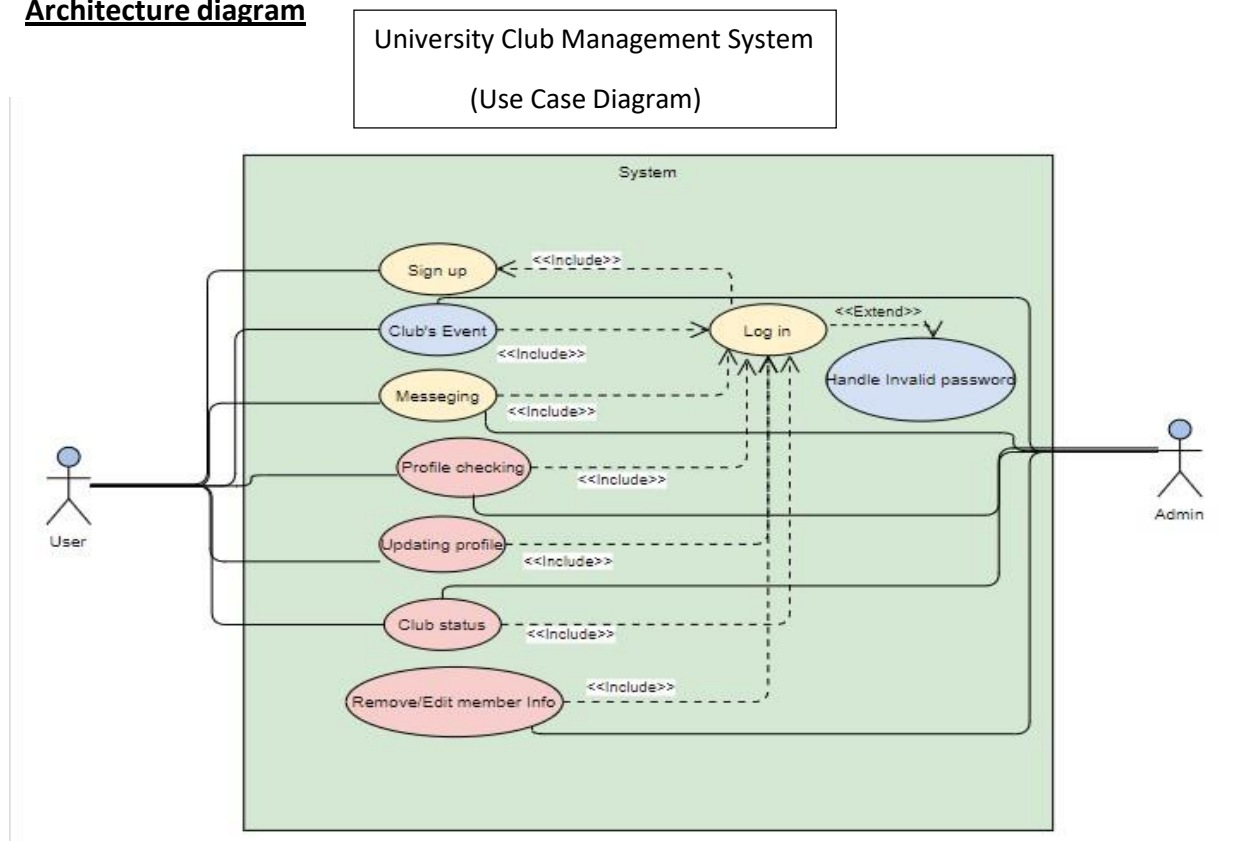 Architecture diagram
University Club Management System
(Use Case Diagram)
System
Sign up
<<Include>>
Club's Event
<<Include>>
Log in
<<Extend>>
Handle Invalid password
Messeging
<<Include>>
Profile checking
<<Include>>
User
Admin
Updating profile
<<Include>>
Club status
<<Include>>
Remove/Edit member Info
<<Include>>